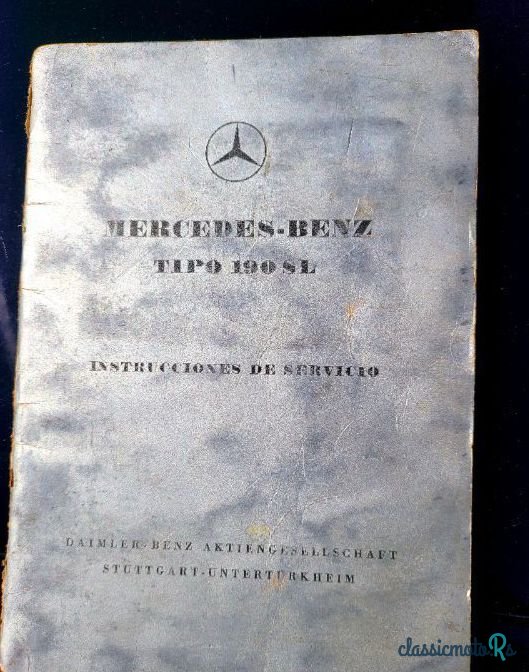 MERCEDES-BENZ
TIPO 190 SL
INSTRUCCIONES DE SERVICIO
DAIMLER-BENZ AKTIENGESELLSCHAFT
STUTTGART-UNTERTÜRKHEIM
classicmotoRs